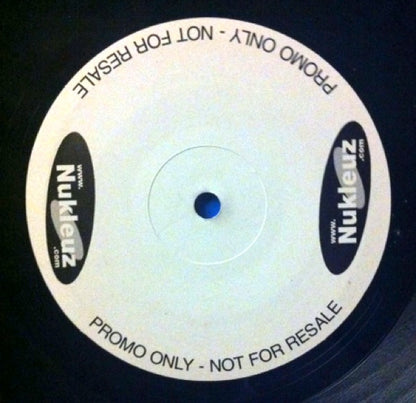 PROMO ONLY - NOT FOR RESALE
www.
Nukleuz
.com
www.
Nukleuz
.com
PROMO ONLY - NOT FOR RESALE